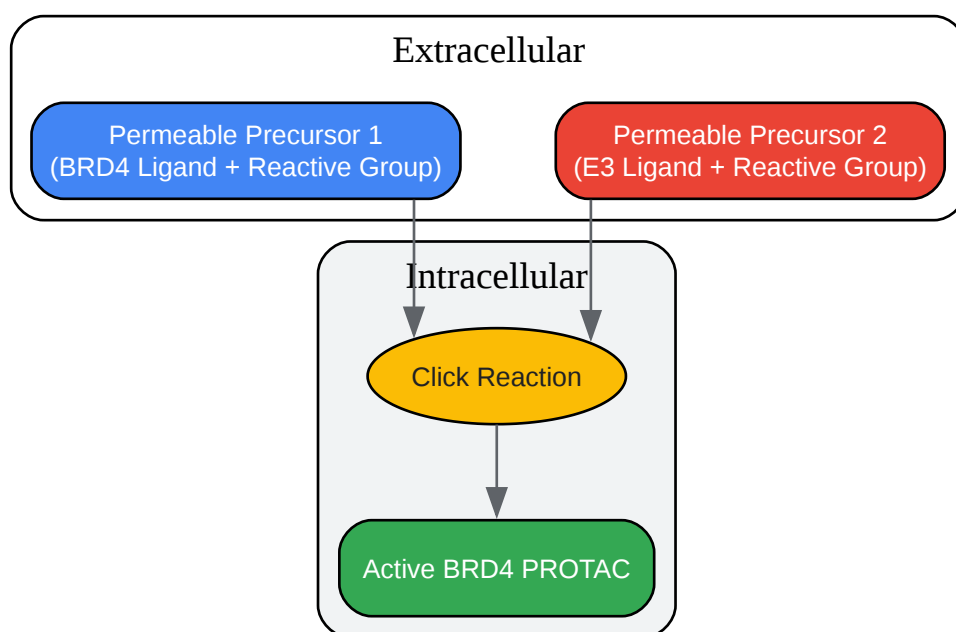 Extracellular
Permeable Precursor 1
(BRD4 Ligand + Reactive Group)
Permeable Precursor 2
(E3 Ligand + Reactive Group)
Intracellular
Click Reaction
Active BRD4 PROTAC